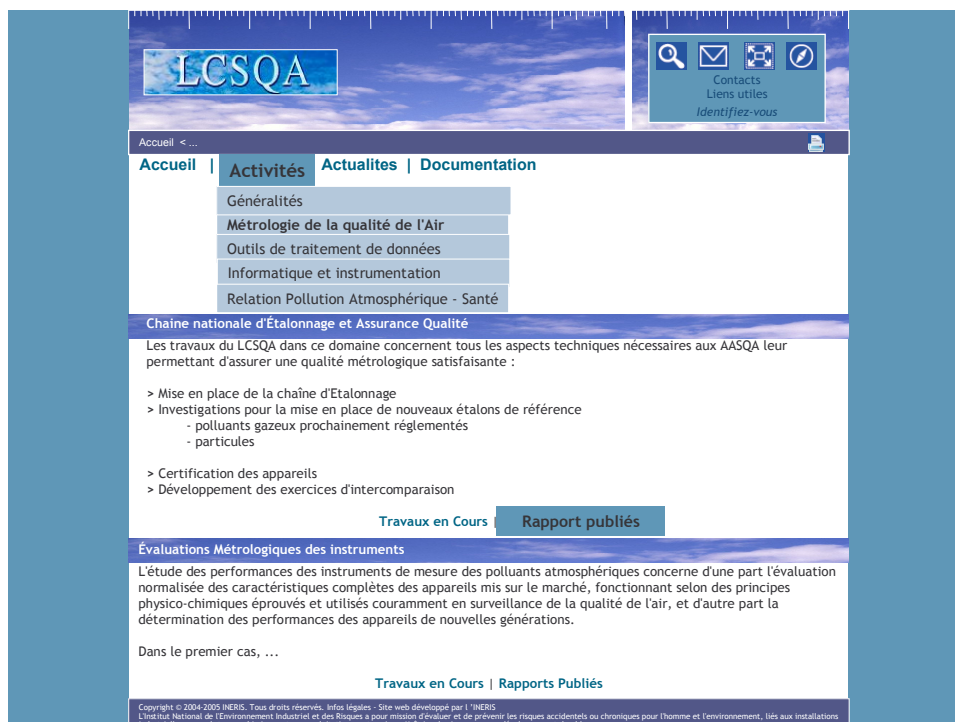 LCSQA
Contacts
Liens utiles
Identifiez-vous
Accueil < ...
Accueil | Activités Actualites | Documentation
Généralités
Métrologie de la qualité de l'Air
Outils de traitement de données
Informatique et instrumentation
Relation Pollution Atmosphérique - Santé
Chaine nationale d'Étalonnage et Assurance Qualité
Les travaux du LCSQA dans ce domaine concernent tous les aspects techniques nécessaires aux AASQA leur
permettant d'assurer une qualité métrologique satisfaisante :
> Mise en place de la chaîne d'Etalonnage
> Investigations pour la mise en place de nouveaux étalons de référence
- polluants gazeux prochainement réglementés
- particules
> Certification des appareils
> Développement des exercices d'intercomparaison
Travaux en Cours | Rapport publiés
Évaluations Métrologiques des instruments
L'étude des performances des instruments de mesure des polluants atmosphériques concerne d'une part l'évaluation
normalisée des caractéristiques complètes des appareils mis sur le marché, fonctionnant selon des principes
physico-chimiques éprouvés et utilisés couramment en surveillance de la qualité de l'air, et d'autre part la
détermination des performances des appareils de nouvelles générations.
Dans le premier cas, ...
Travaux en Cours | Rapports Publiés
Copyright © 2004-2005 INERIS. Tous droits réservés. Infos légales - Site web développé par l 'INERIS
L'Institut National de l'Environnement Industriel et des Risques a pour mission d'évaluer et de prévenir les risques accidentels ou chroniques pour l'homme et l'environnement, liés aux installations